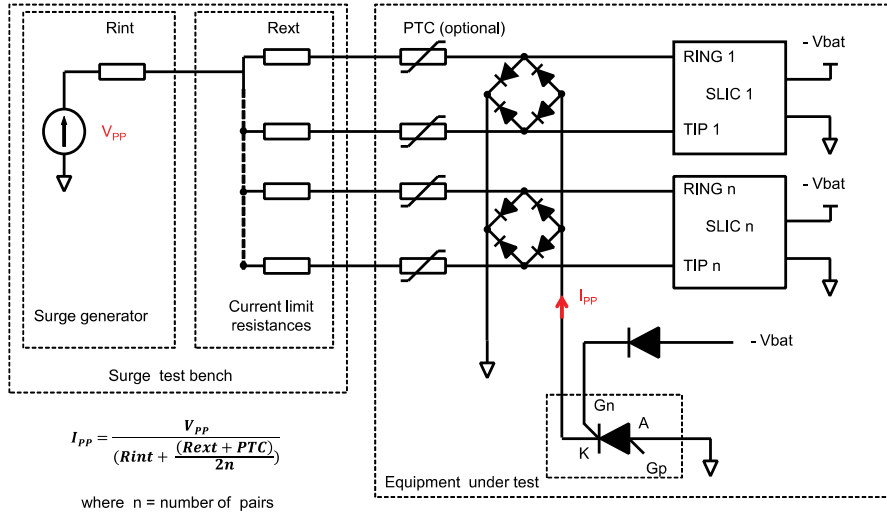 Rint
Rext
PTC (optional)
- Vbat
RING 1
SLIC 1
TIP 1
V_PP
- Vbat
RING n
SLIC n
TIP n
Surge generator
Current limit
resistances
I_PP
Surge test bench
- Vbat
Gn
A
K
Gp
Equipment under test
I_PP = V_PP / (Rint + (Rext + PTC) / 2n)
where n = number of pairs